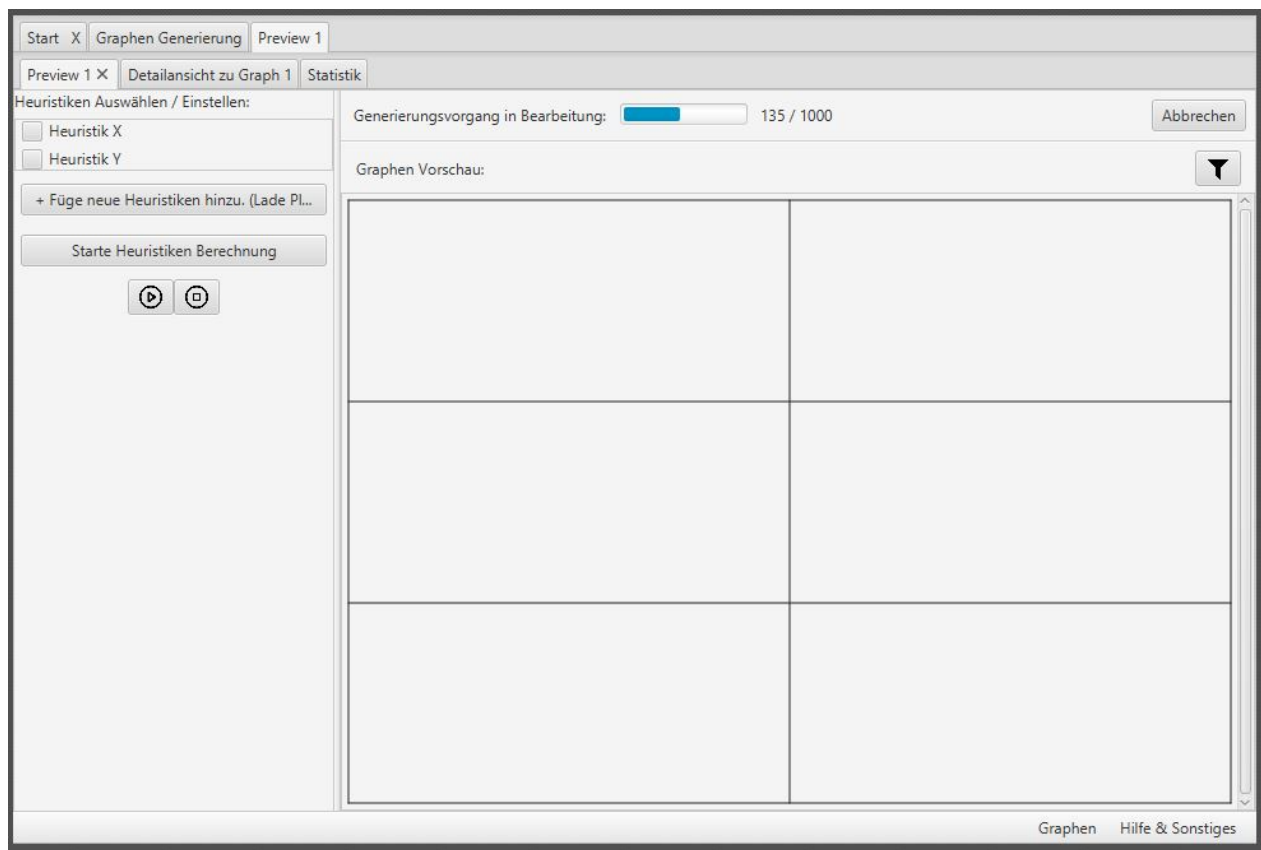 Start X Graphen Generierung Preview 1
Preview 1 X Detailansicht zu Graph 1 Statistik
Heuristiken Auswählen / Einstellen:
Heuristik X
Heuristik Y
+ Füge neue Heuristiken hinzu. (Lade Pl...
Starte Heuristiken Berechnung
Generierungsvorgang in Bearbeitung: 135 / 1000 Abbrechen
Graphen Vorschau:
Graphen Hilfe & Sonstiges